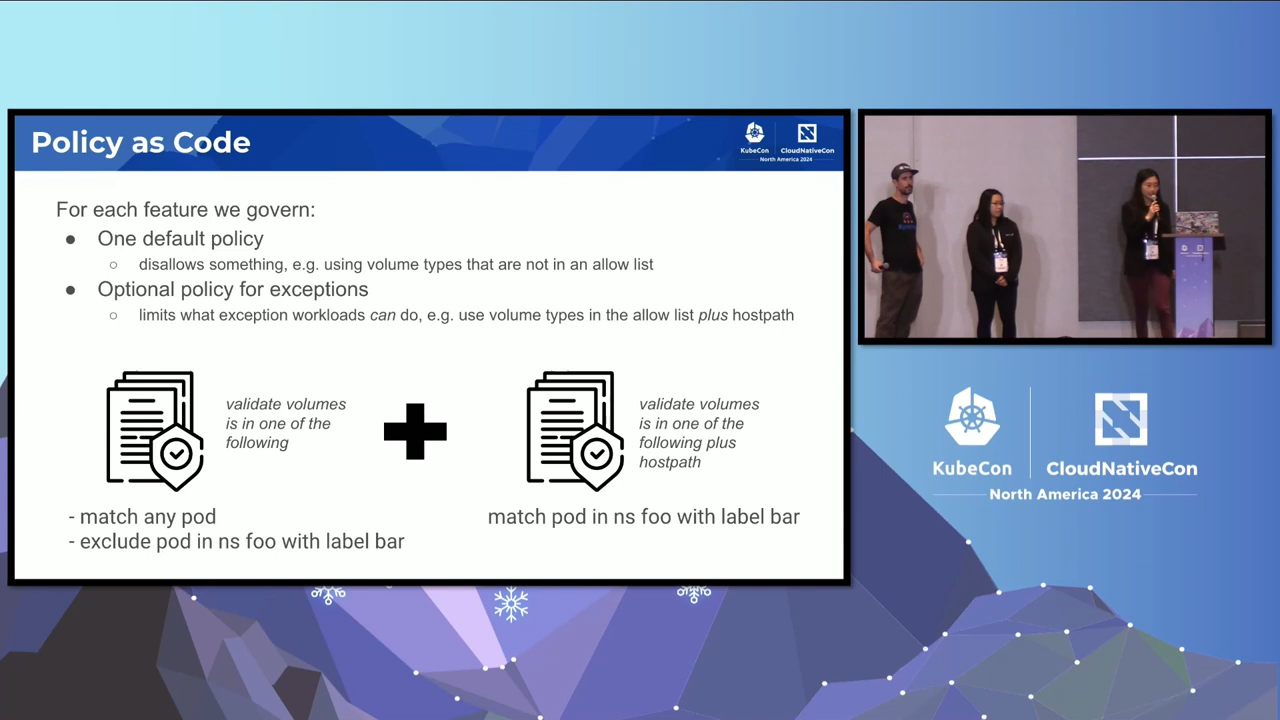 Policy as Code
KubeCon
CloudNativeCon
North America 2024
For each feature we govern:
● One default policy
○ disallows something, e.g. using volume types that are not in an allow list
● Optional policy for exceptions
○ limits what exception workloads can do, e.g. use volume types in the allow list plus hostpath
validate volumes
is in one of the
following
validate volumes
is in one of the
following plus
hostpath
- match any pod
- exclude pod in ns foo with label bar
match pod in ns foo with label bar
KubeCon
CloudNativeCon
North America 2024